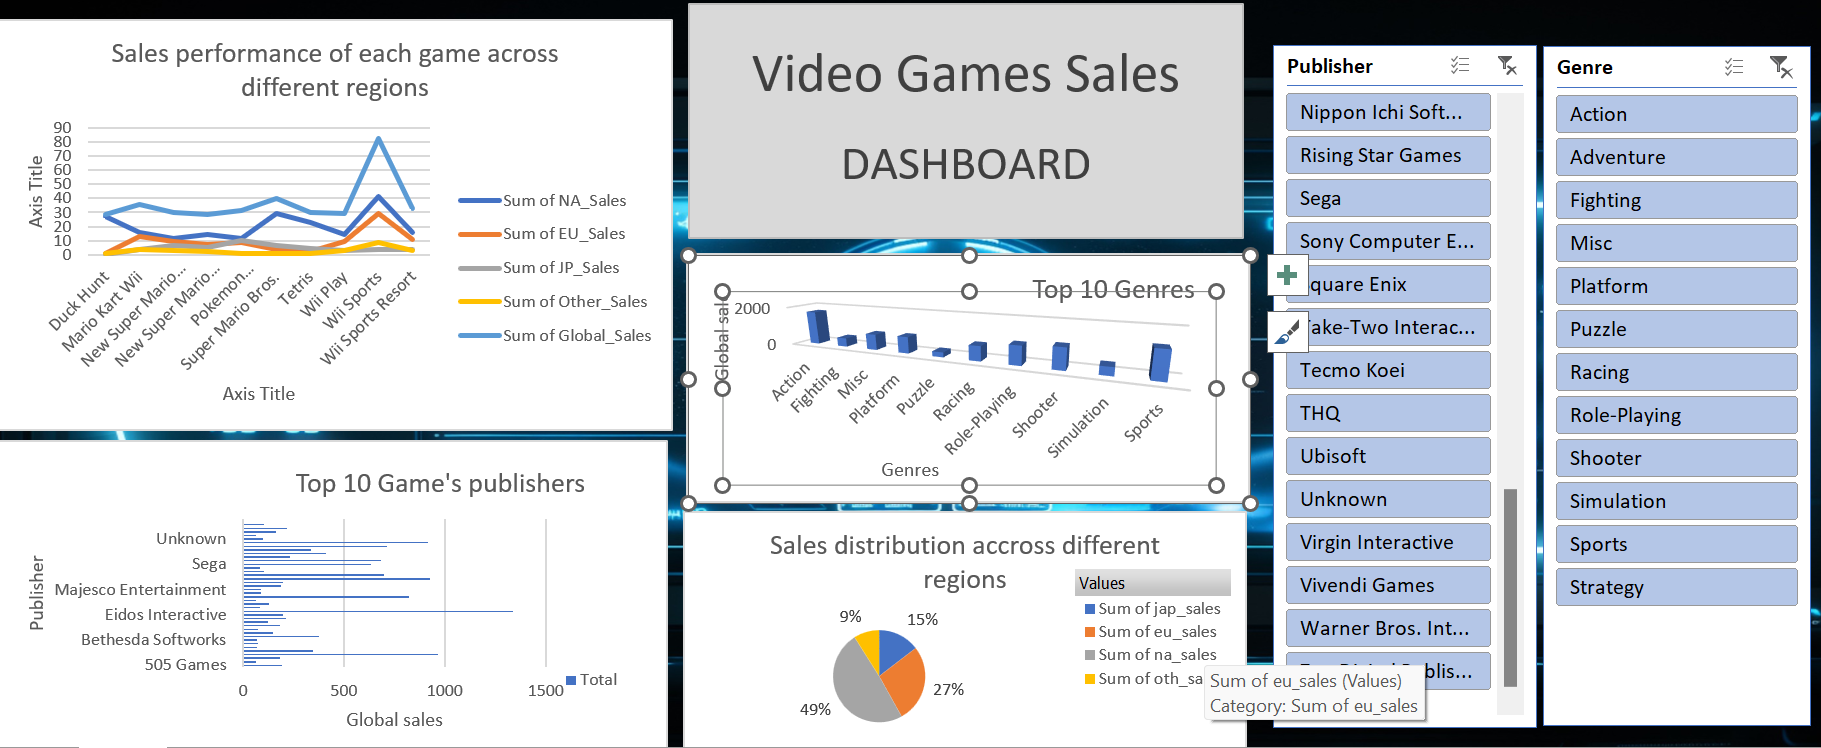 Sales performance of each game across
different regions
90
80
70
60
50
40
30
20
10
0
Axis Title
Duck Hunt
Mario Kart Wii
New Super Mario...
New Super Mario...
Pokemon...
Super Mario Bros.
Tetris
Wii Play
Wii Sports
Wii Sports Resort
Axis Title
Sum of NA_Sales
Sum of EU_Sales
Sum of JP_Sales
Sum of Other_Sales
Sum of Global_Sales
Video Games Sales
DASHBOARD
Top 10 Genres
Global sal
2000
0
Action
Fighting
Misc
Platform
Puzzle
Racing
Role-Playing
Shooter
Simulation
Sports
Genres
Top 10 Game's publishers
Publisher
Unknown
Sega
Majesco Entertainment
Eidos Interactive
Bethesda Softworks
505 Games
0
500
1000
1500
Total
Global sales
Sales distribution accross different
regions
Values
Sum of jap_sales
Sum of eu_sales
Sum of na_sales
Sum of oth_sa
9%
15%
27%
49%
Sum of eu_sales (Values)
Category: Sum of eu_sales
Publisher
Nippon Ichi Soft...
Rising Star Games
Sega
Sony Computer E...
quare Enix
Take-Two Interac...
Tecmo Koei
THQ
Ubisoft
Unknown
Virgin Interactive
Vivendi Games
Warner Bros. Int...
blis...
Genre
Action
Adventure
Fighting
Misc
Platform
Puzzle
Racing
Role-Playing
Shooter
Simulation
Sports
Strategy